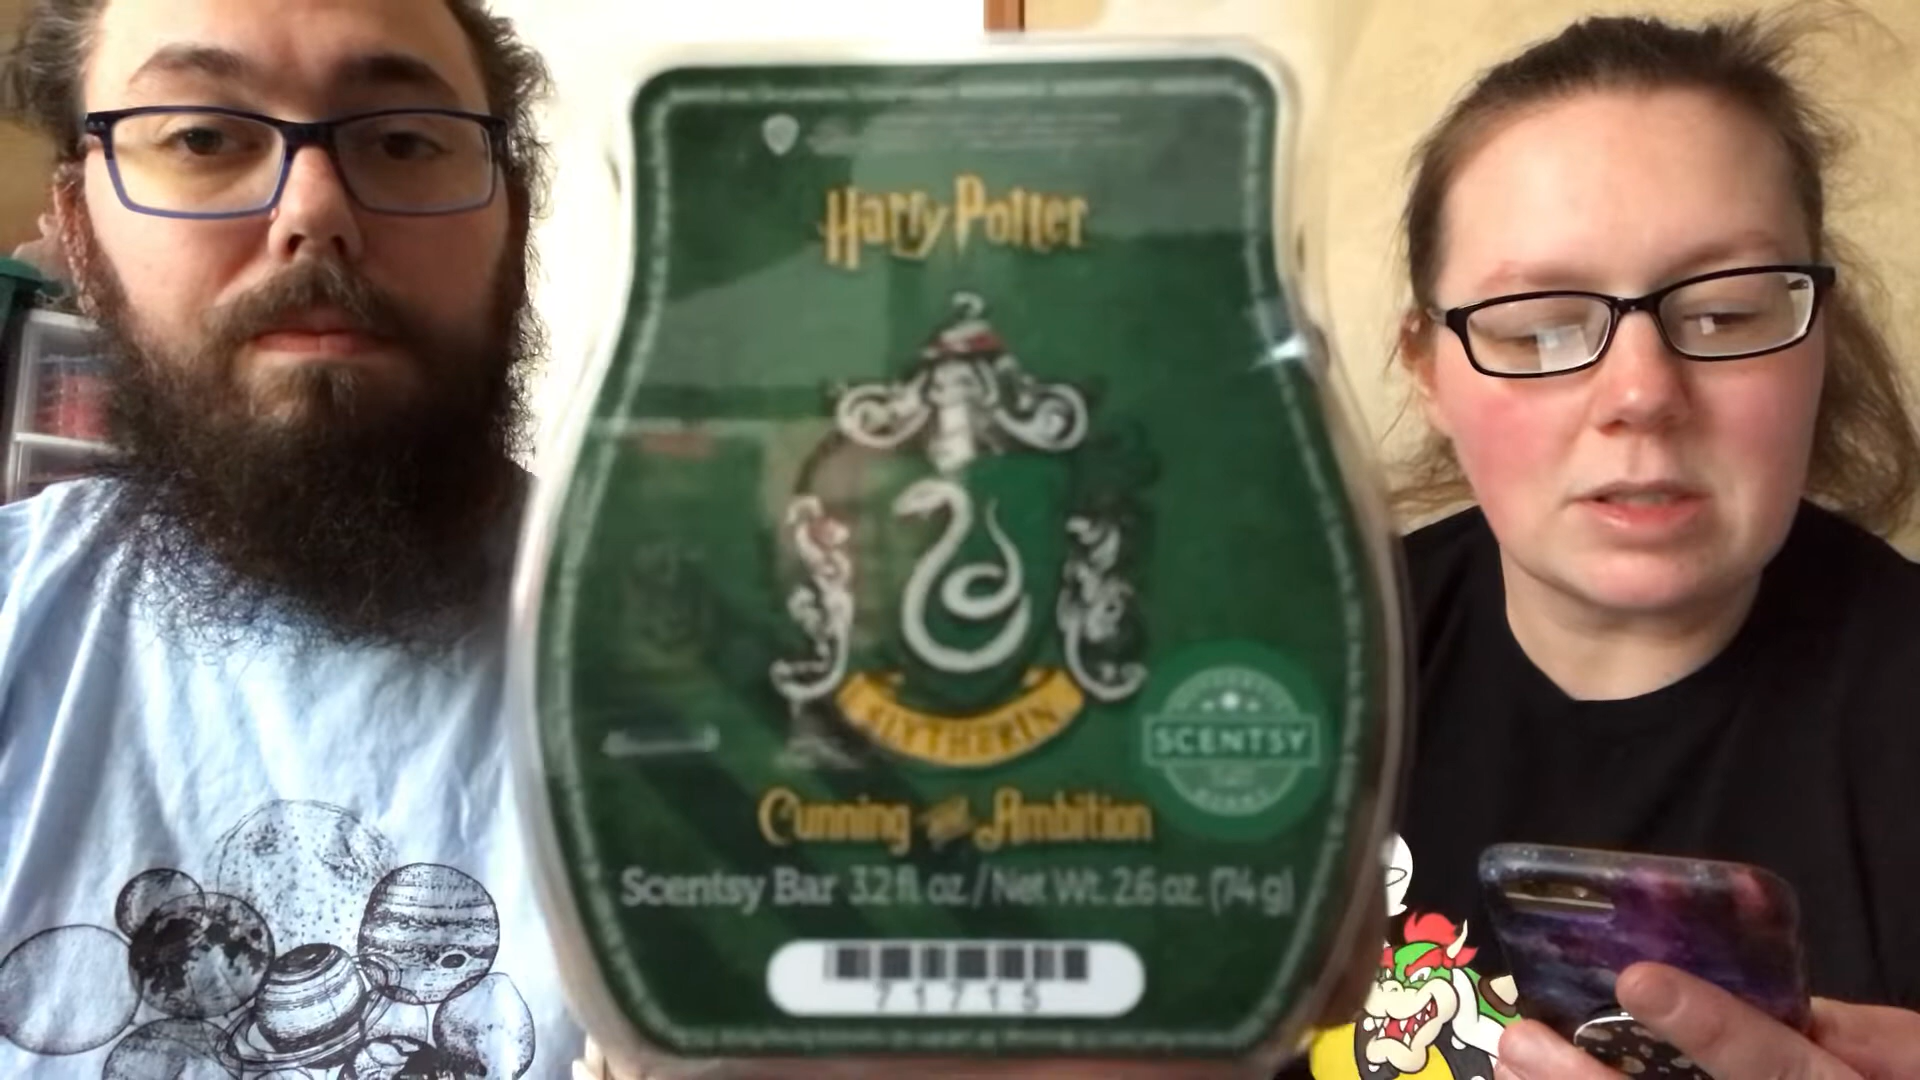 Harry Potter
SLYTHERIN
SCENTSY
Cunning and Ambition
Scentsy Bar 3.2 fl. oz. / Net Wt. 2.6 oz. (74 g)
71715